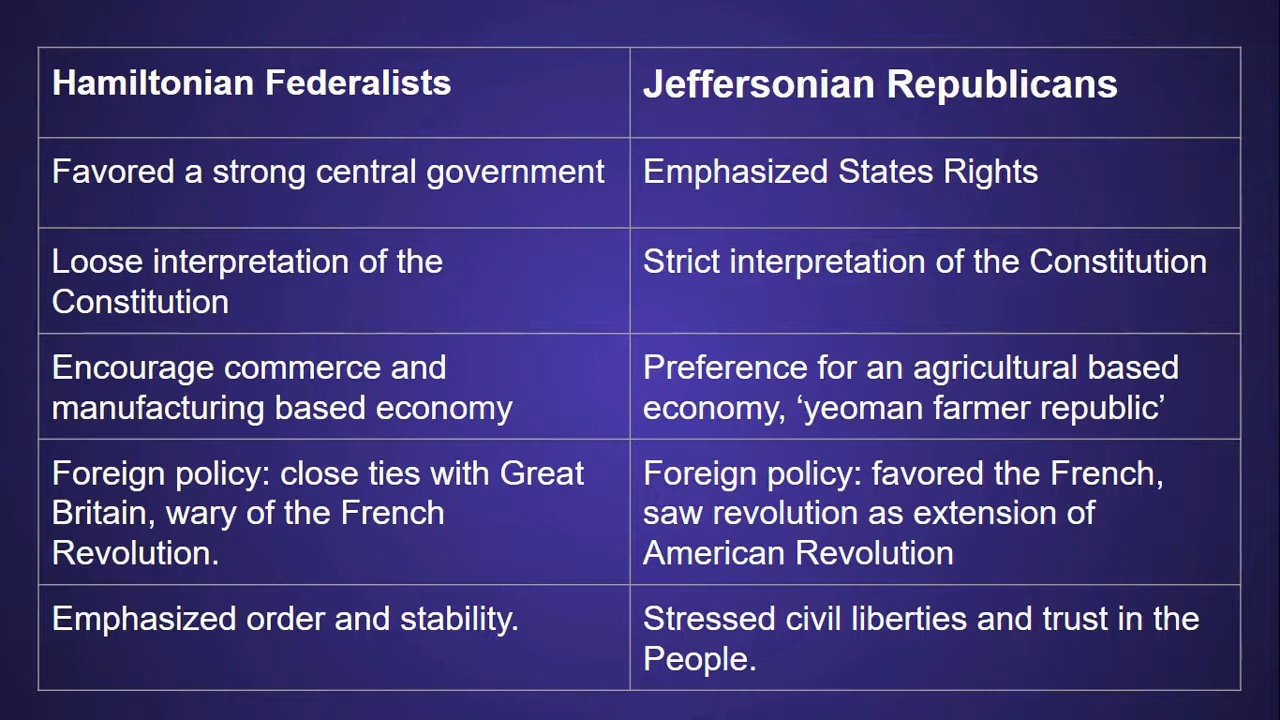 Hamiltonian Federalists
Jeffersonian Republicans
Favored a strong central government
Emphasized States Rights
Loose interpretation of the
Constitution
Strict interpretation of the Constitution
Encourage commerce and
manufacturing based economy
Preference for an agricultural based
economy, ‘yeoman farmer republic’
Foreign policy: close ties with Great
Britain, wary of the French
Revolution.
Foreign policy: favored the French,
saw revolution as extension of
American Revolution
Emphasized order and stability.
Stressed civil liberties and trust in the
People.